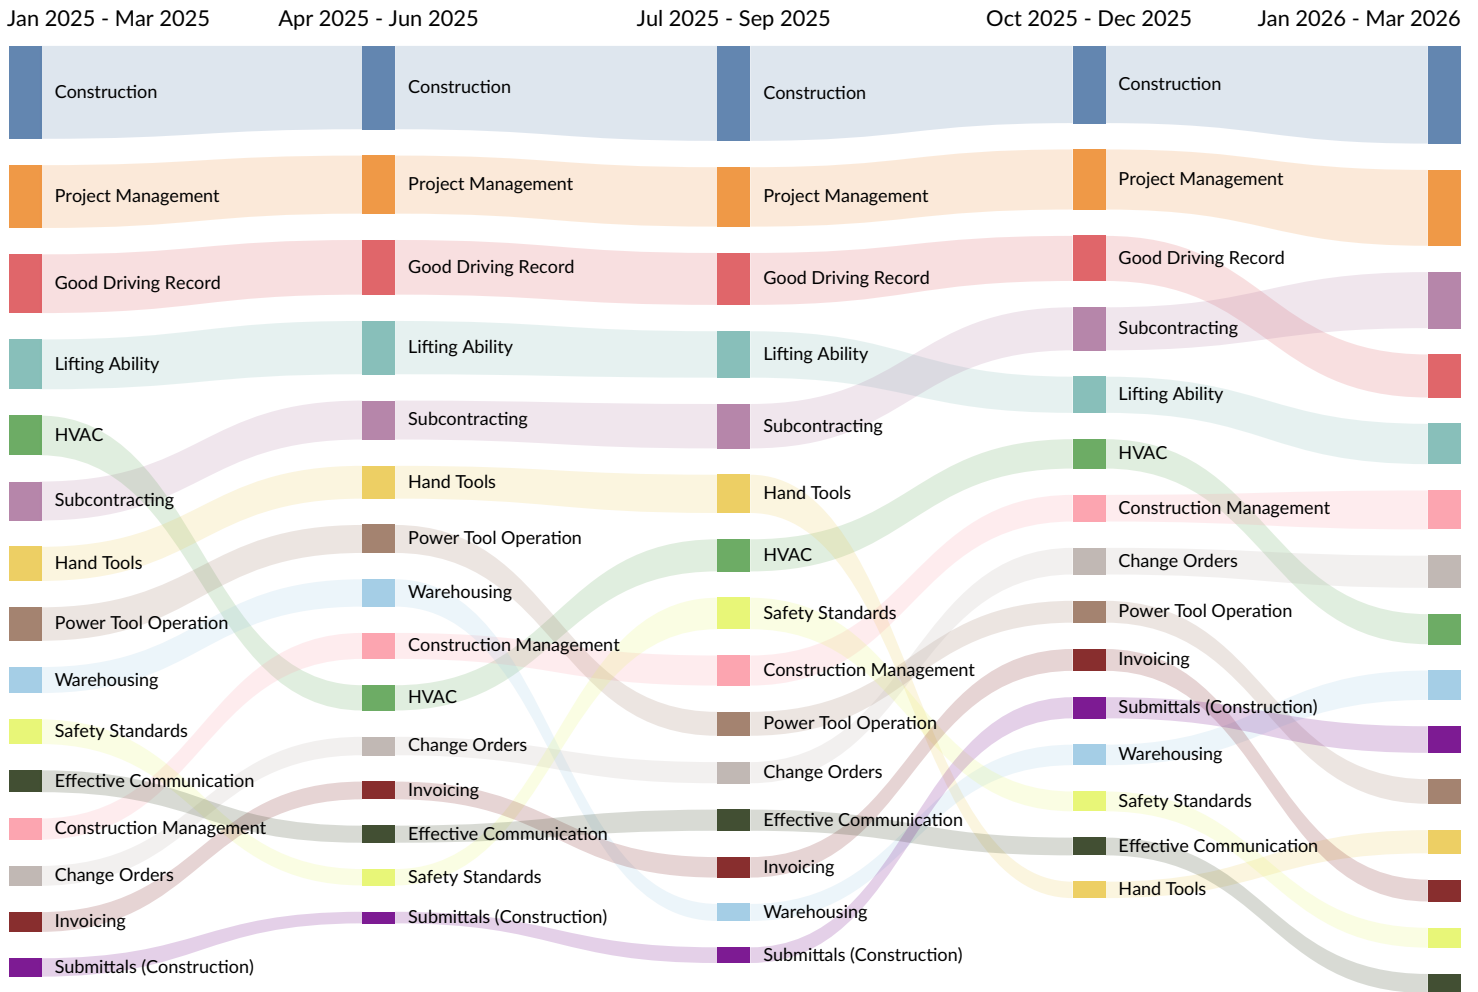 Jan 2025 - Mar 2025
Apr 2025 - Jun 2025
Jul 2025 - Sep 2025
Oct 2025 - Dec 2025
Jan 2026 - Mar 2026
Construction
Project Management
Good Driving Record
Lifting Ability
HVAC
Subcontracting
Hand Tools
Power Tool Operation
Warehousing
Safety Standards
Effective Communication
Construction Management
Change Orders
Invoicing
Submittals (Construction)
Construction
Project Management
Good Driving Record
Lifting Ability
Subcontracting
Hand Tools
Power Tool Operation
Warehousing
Construction Management
HVAC
Change Orders
Invoicing
Effective Communication
Safety Standards
Submittals (Construction)
Construction
Project Management
Good Driving Record
Lifting Ability
Subcontracting
Hand Tools
HVAC
Safety Standards
Construction Management
Power Tool Operation
Change Orders
Effective Communication
Invoicing
Warehousing
Submittals (Construction)
Construction
Project Management
Good Driving Record
Subcontracting
Lifting Ability
HVAC
Construction Management
Change Orders
Power Tool Operation
Invoicing
Submittals (Construction)
Warehousing
Safety Standards
Effective Communication
Hand Tools